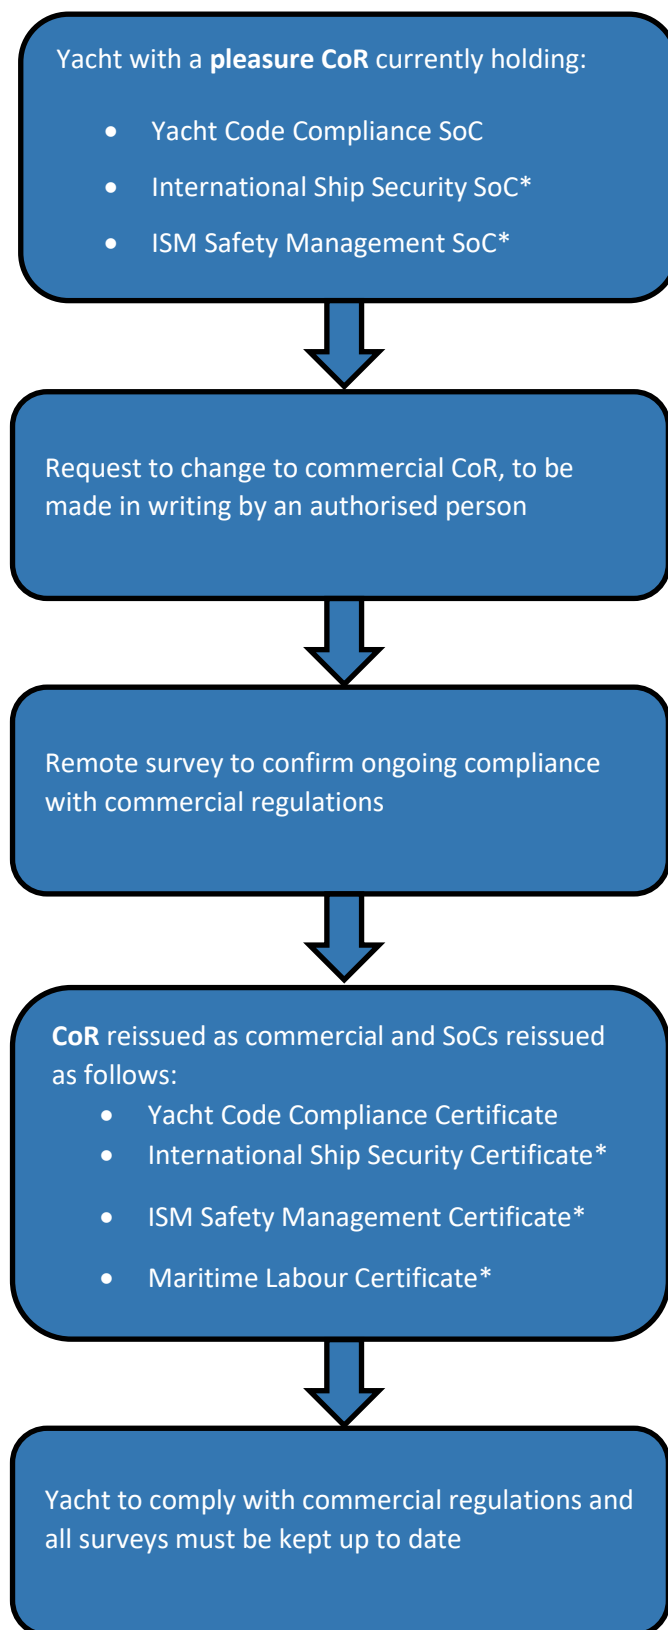 Yacht with a pleasure CoR currently holding:
• Yacht Code Compliance SoC
• International Ship Security SoC*
• ISM Safety Management SoC*
Request to change to commercial CoR, to be
made in writing by an authorised person
Remote survey to confirm ongoing compliance
with commercial regulations
CoR reissued as commercial and SoCs reissued
as follows:
• Yacht Code Compliance Certificate
• International Ship Security Certificate*
• ISM Safety Management Certificate*
• Maritime Labour Certificate*
Yacht to comply with commercial regulations and
all surveys must be kept up to date